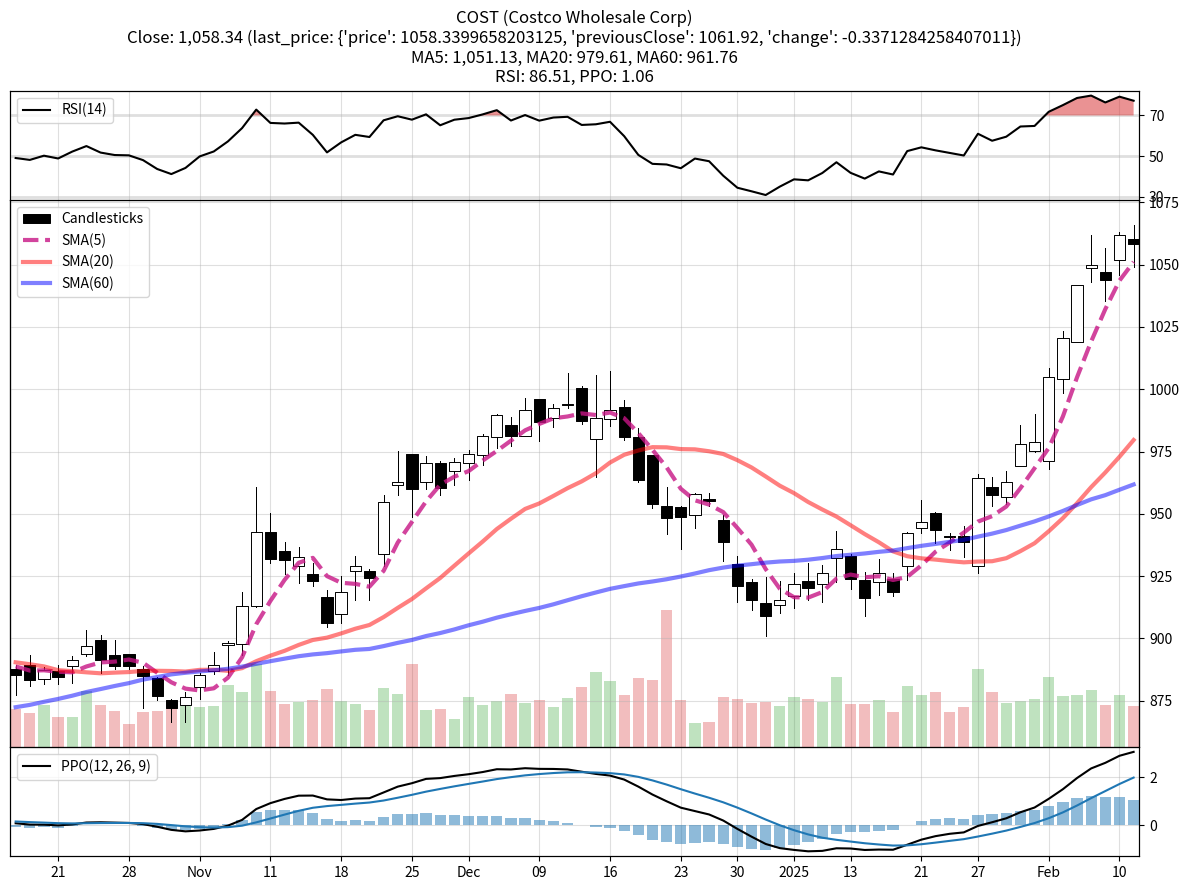 COST (Costco Wholesale Corp)
Close: 1,058.34 (last_price: {'price': 1058.3399658203125, 'previousClose': 1061.92, 'change': -0.3371284258407011})
MA5: 1,051.13, MA20: 979.61, MA60: 961.76
RSI: 86.51, PPO: 1.06
RSI(14)
70
50
30
Candlesticks
SMA(5)
SMA(20)
SMA(60)
1075
1050
1025
1000
975
950
925
900
875
PPO(12, 26, 9)
2
0
21 28 Nov 11 18 25 Dec 09 16 23 30 2025 13 21 27 Feb 10